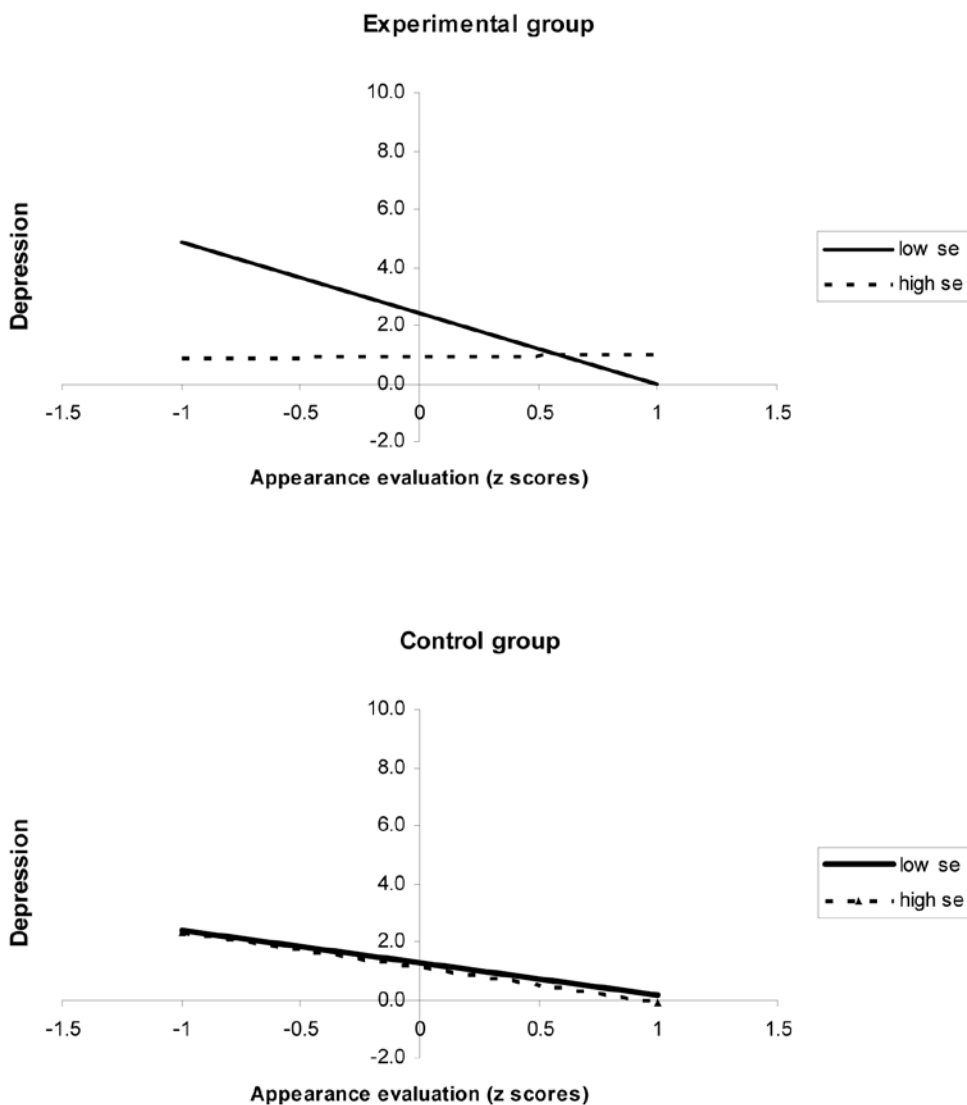 Experimental group
10.0
8.0
6.0
4.0
2.0
0.0
-2.0
-1.5 -1 -0.5 0 0.5 1 1.5
Depression
Appearance evaluation (z scores)
low se
high se
Control group
10.0
8.0
6.0
4.0
2.0
0.0
-2.0
-1.5 -1 -0.5 0 0.5 1 1.5
Depression
Appearance evaluation (z scores)
low se
high se